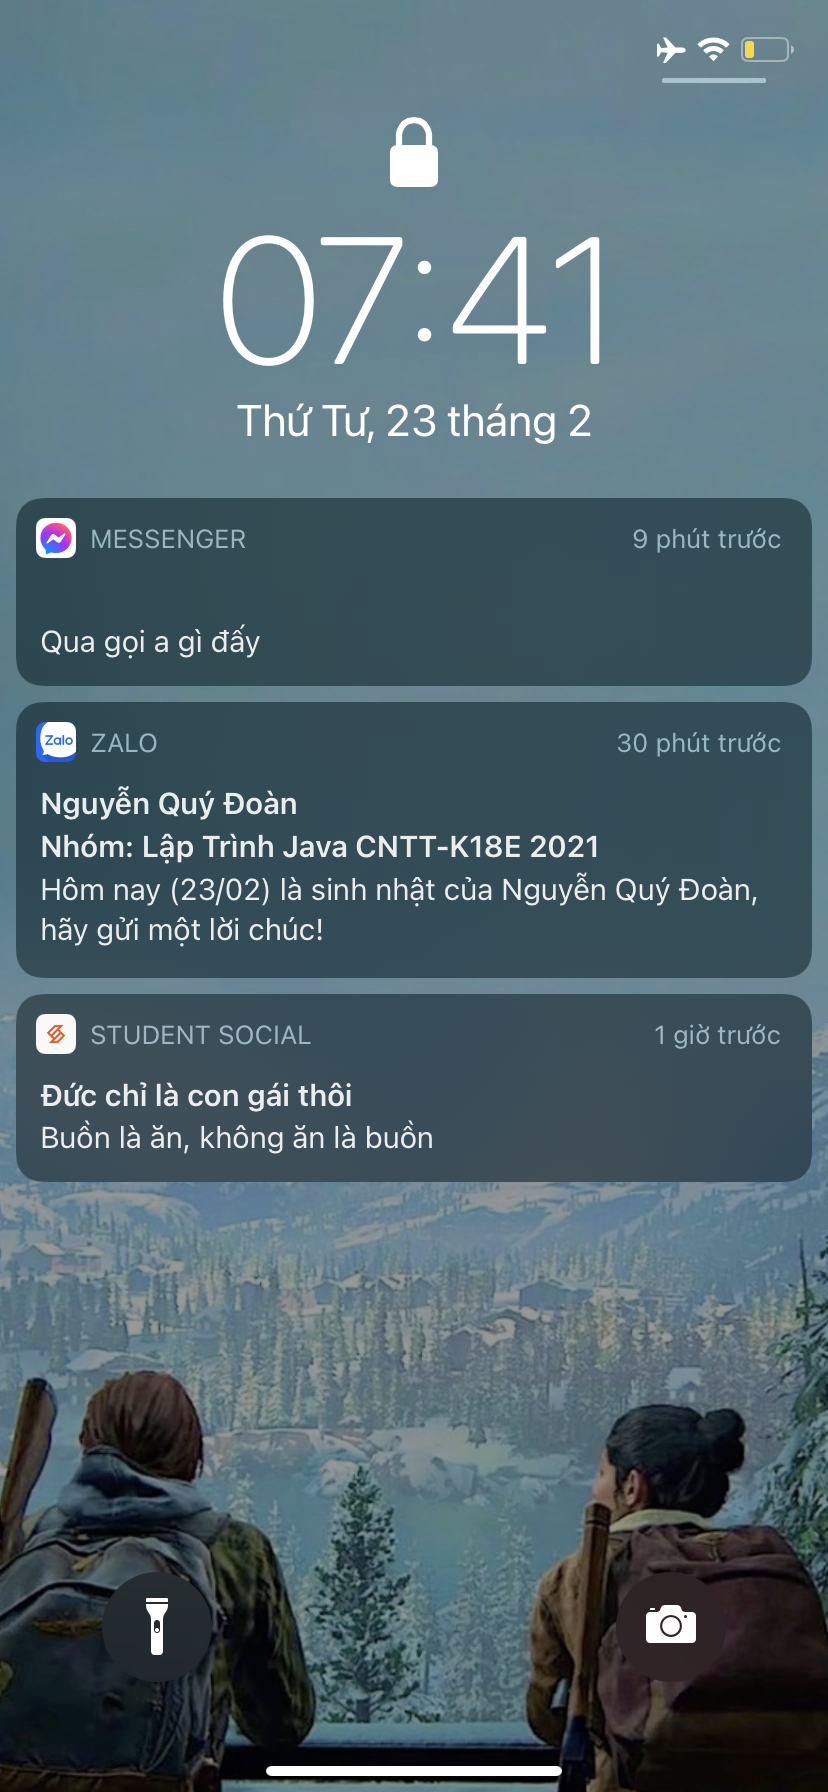 07:41
Thứ Tư, 23 tháng 2
MESSENGER
9 phút trước
Qua gọi a gì đấy
Zalo
ZALO
30 phút trước
Nguyễn Quý Đoàn
Nhóm: Lập Trình Java CNTT-K18E 2021
Hôm nay (23/02) là sinh nhật của Nguyễn Quý Đoàn,
hãy gửi một lời chúc!
STUDENT SOCIAL
1 giờ trước
Đức chỉ là con gái thôi
Buồn là ăn, không ăn là buồn